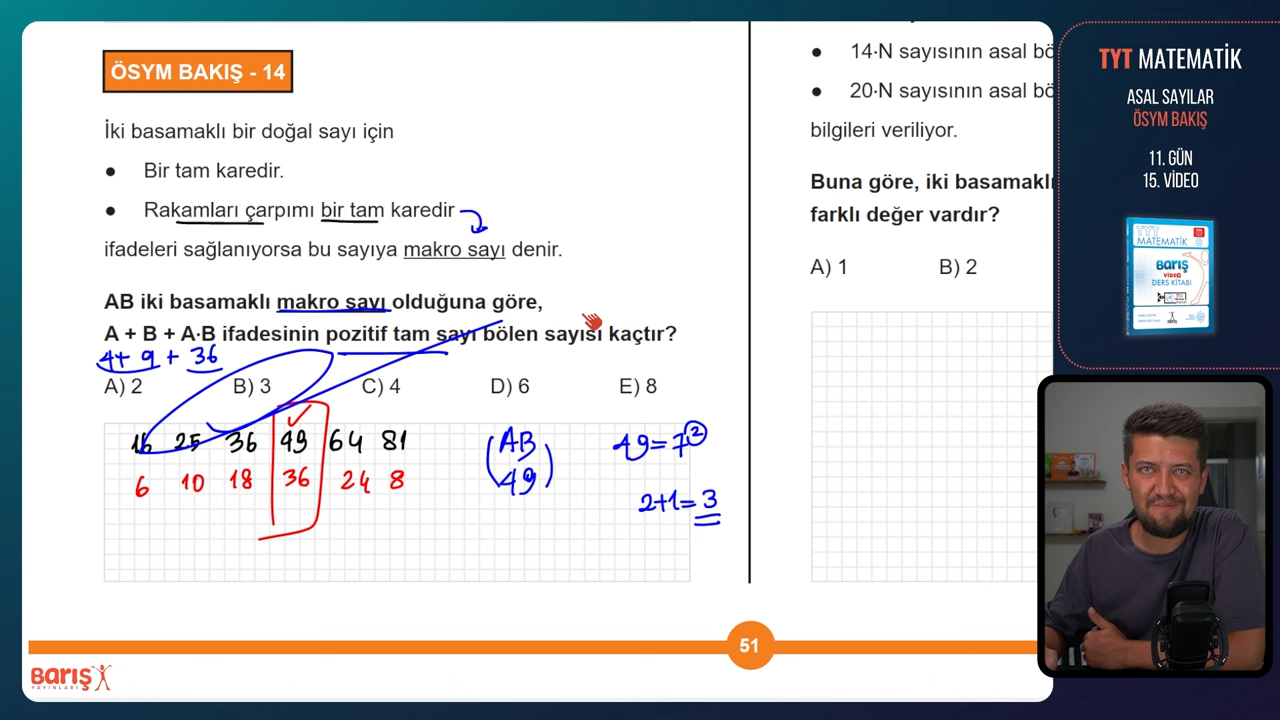 ÖSYM BAKIŞ - 14
İki basamaklı bir doğal sayı için
● Bir tam karedir.
● Rakamları çarpımı bir tam karedir
ifadeleri sağlanıyorsa bu sayıya makro sayı denir.
AB iki basamaklı makro sayı olduğuna göre,
A + B + A·B ifadesinin pozitif tam sayı bölen sayısı kaçtır?
4+ 9 + 36
A) 2 B) 3 C) 4 D) 6 E) 8
16 25 36 49 64 81
6 10 18 36 24 8
AB
49
49=7²
2+1=3
● 14·N sayısının asal bö
● 20·N sayısının asal bö
bilgileri veriliyor.
Buna göre, iki basamaklı
farklı değer vardır?
A) 1 B) 2
51
BARIŞ
YAYINLARI
TYT MATEMATİK
ASAL SAYILAR
ÖSYM BAKIŞ
11. GÜN
15. VİDEO
TYT
MATEMATİK
BARIŞ
VİDEO
DERS KİTABI